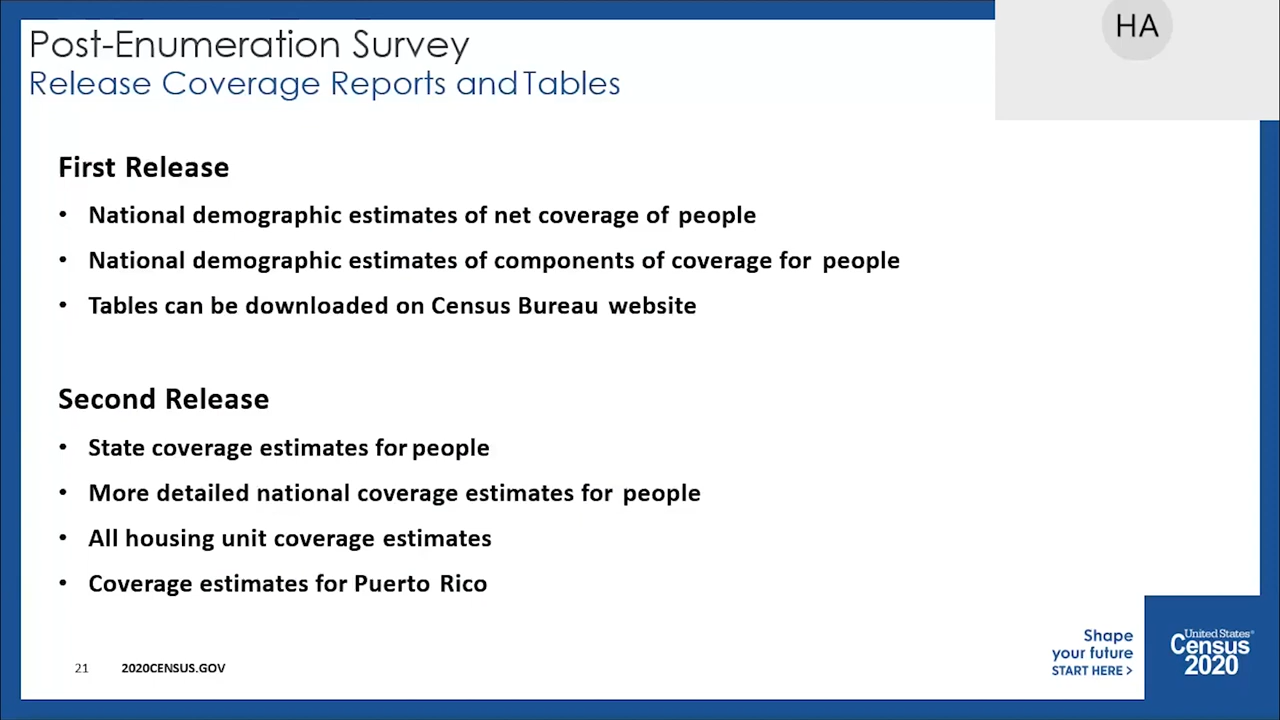 Post-Enumeration Survey
Release Coverage Reports and Tables
HA
First Release
• National demographic estimates of net coverage of people
• National demographic estimates of components of coverage for people
• Tables can be downloaded on Census Bureau website
Second Release
• State coverage estimates for people
• More detailed national coverage estimates for people
• All housing unit coverage estimates
• Coverage estimates for Puerto Rico
21 2020CENSUS.GOV
Shape
your future
START HERE >
United States®
Census
2020